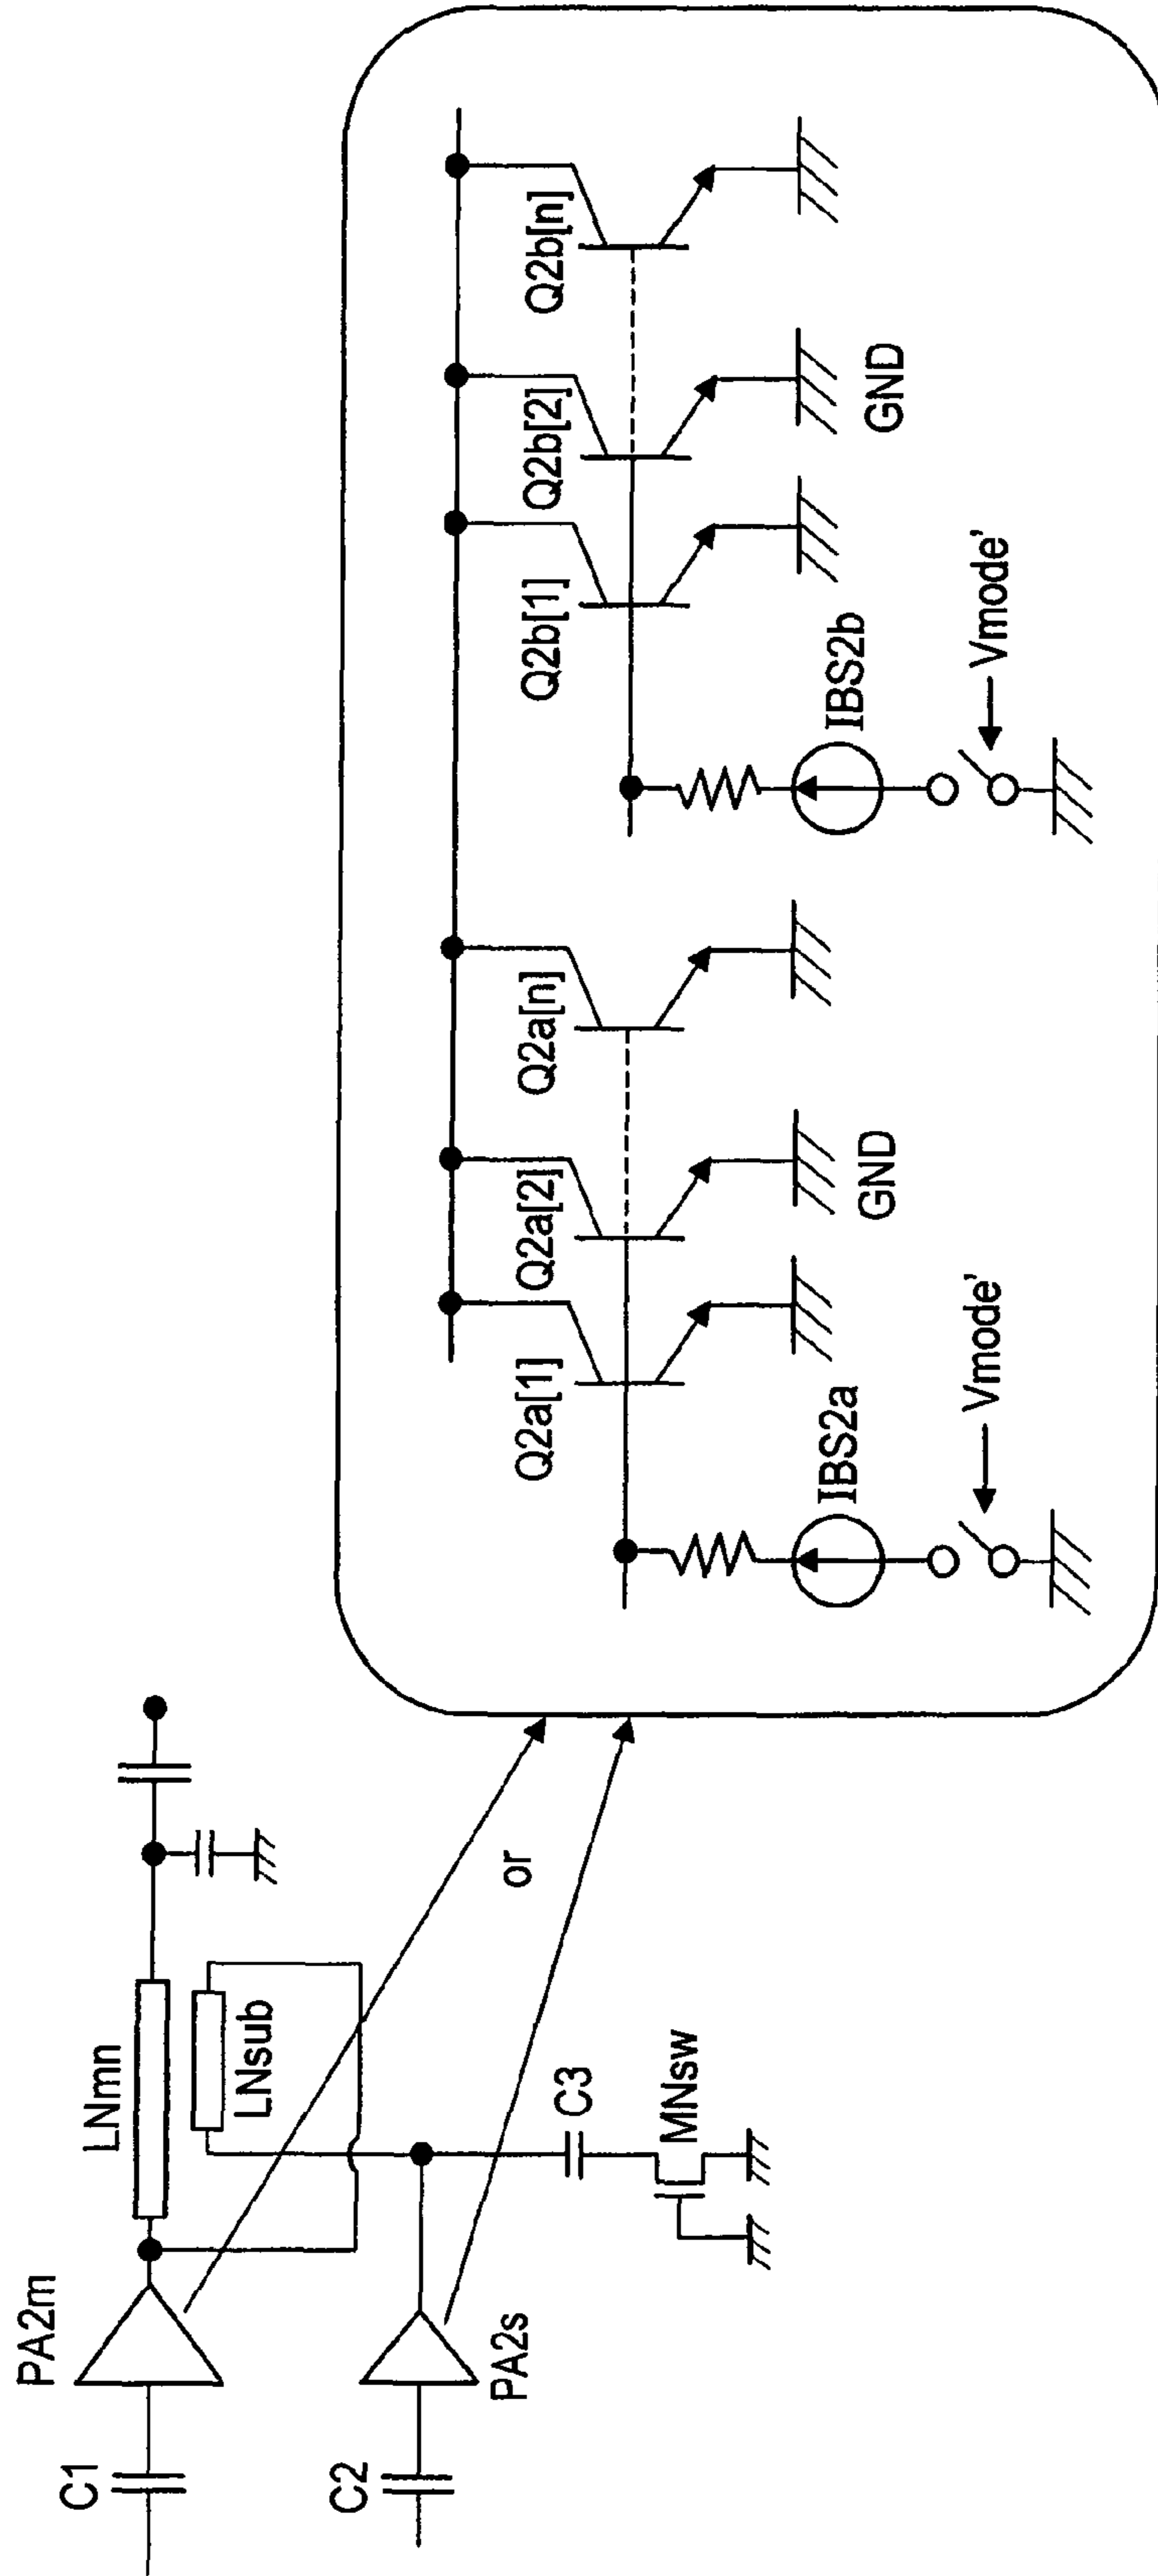 C1
PA2m
LNmn
LNsub
C2
PA2s
C3
MNsw
or
Q2a[1]
Q2a[2]
Q2a[n]
Q2b[1]
Q2b[2]
Q2b[n]
GND
GND
IBS2a
IBS2b
Vmode'
Vmode'